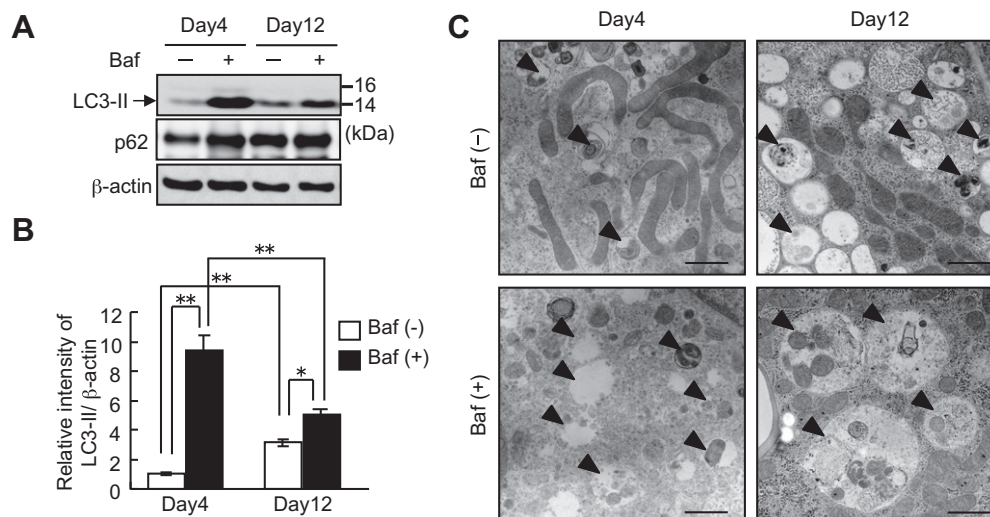 A
Day4 Day12
Baf – + – +
LC3-II
16
14
(kDa)
p62
β-actin
B
Relative intensity of
LC3-II/ β-actin
12
10
8
6
4
2
0
** ** ** *
Baf (-)
Baf (+)
Day4 Day12
C
Day4 Day12
Baf (–)
Baf (+)